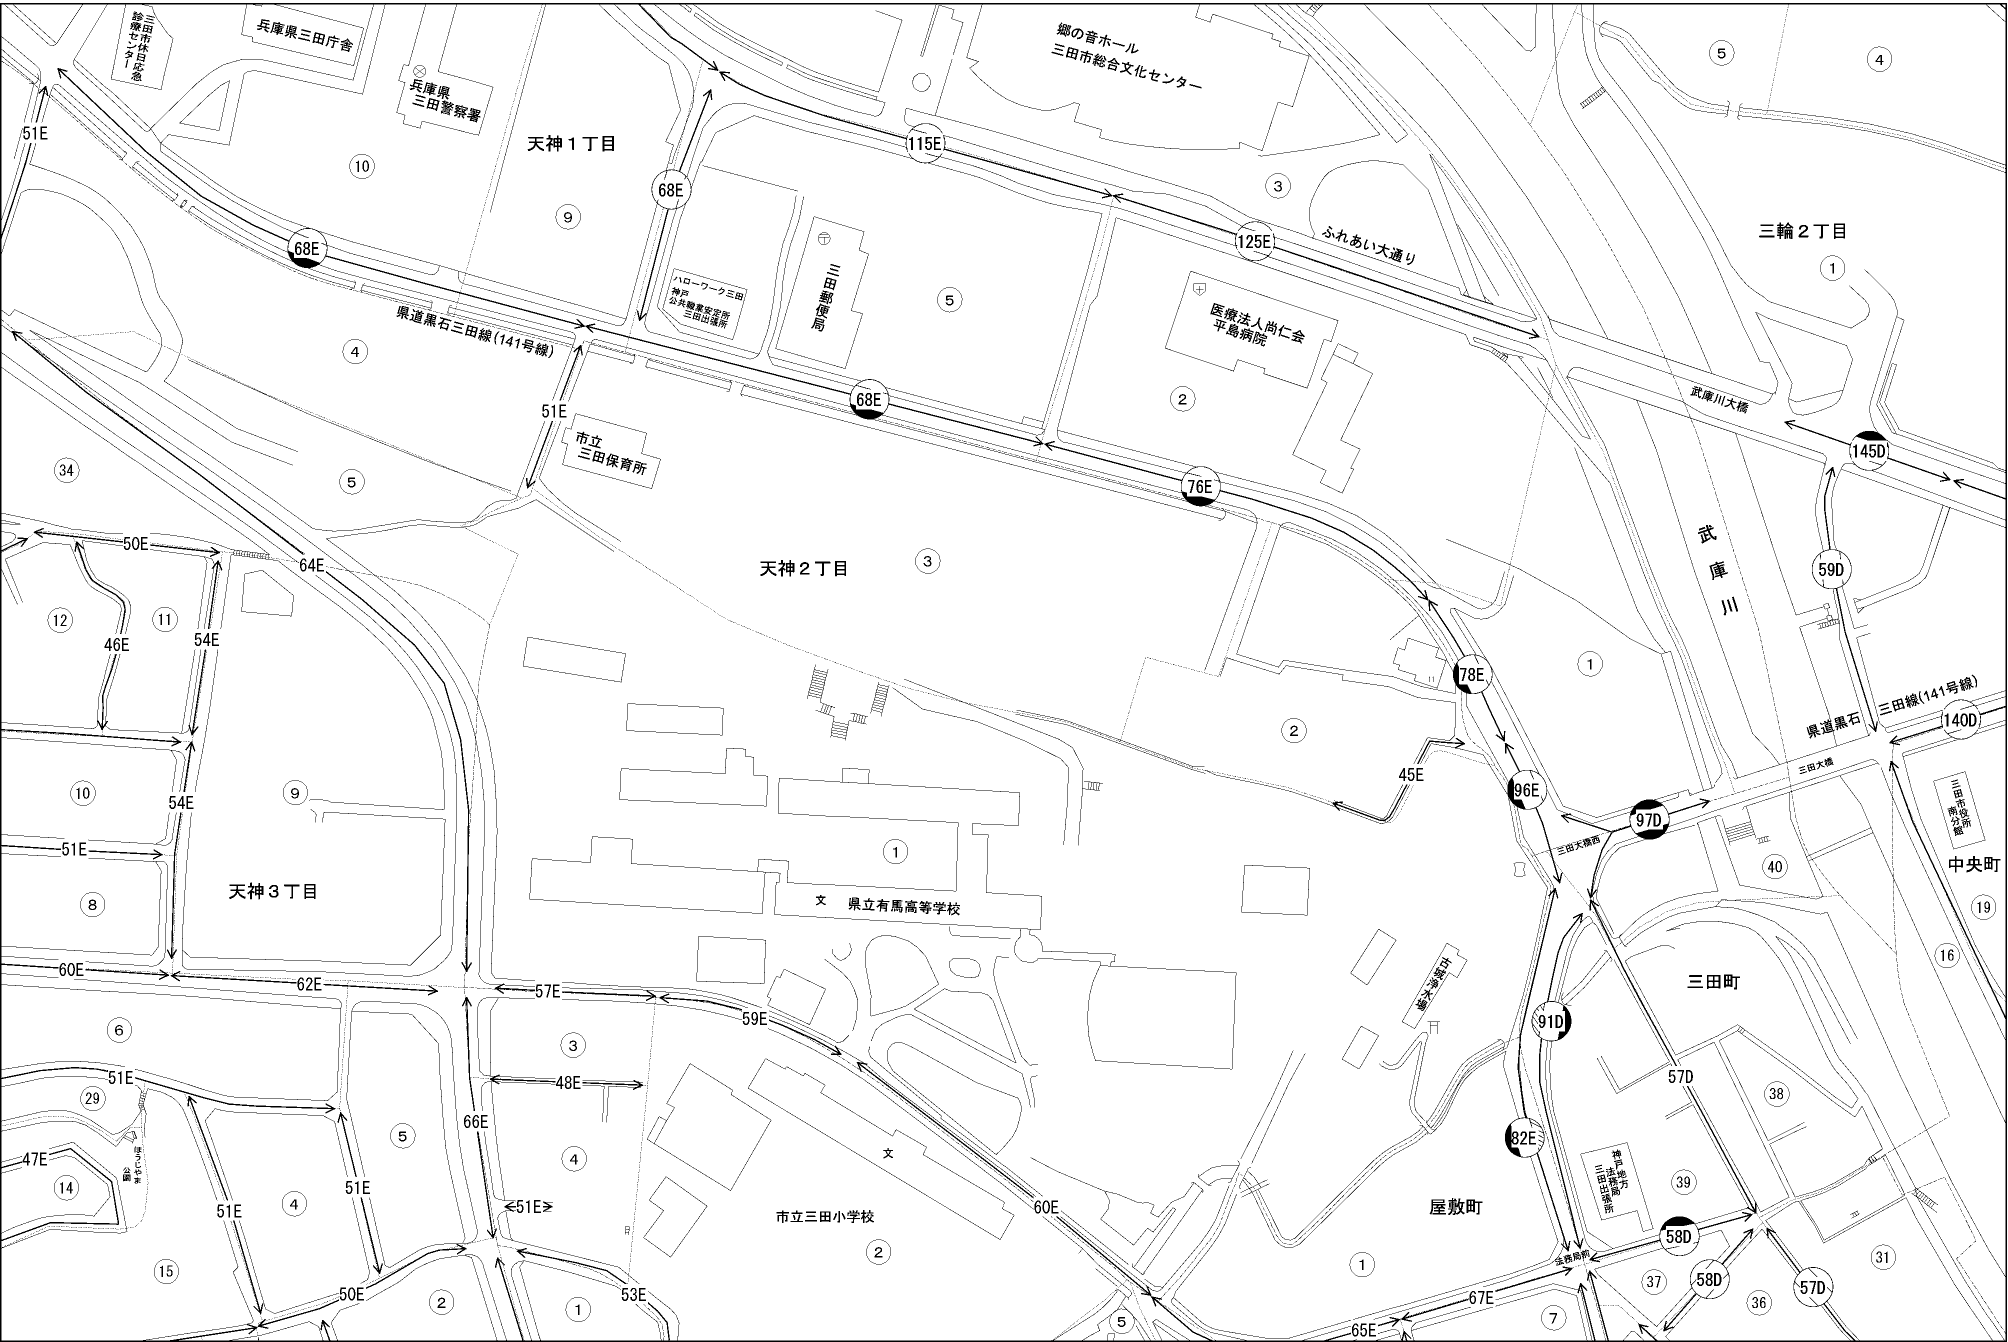 三田市休日応急
診療センター
兵庫県三田庁舎
兵庫県
三田警察署
郷の音ホール
三田市総合文化センター
5
4
51E
天神1丁目
115E
10
68E
3
9
三輪2丁目
125E
ふれあい大通り
68E
1
三田郵便局
ハローワーク三田
神戸
公共職業安定所
三田出張所
5
医療法人尚仁会
平島病院
県道黒石三田線(141号線)
4
68E
2
武庫川大橋
51E
市立
三田保育所
145D
34
5
76E
武庫川
50E
64E
天神2丁目
3
59D
12
11
54E
46E
1
78E
三田線(141号線)
県道黒石
140D
2
三田大橋
45E
10
9
54E
96E
三田市役所
南分館
97D
51E
三田大橋西
1
中央町
40
天神3丁目
8
文
県立有馬高等学校
19
16
60E
62E
57E
古城浄水場
三田町
59E
91D
6
3
51E
48E
57D
29
38
66E
5
82E
ほうじやま
公園
文
47E
4
14
51E
神戸地方
法務局
三田出張所
39
4
51E
51E
60E
屋敷町
市立三田小学校
58D
2
法務局前
31
15
1
58D
37
57D
50E
53E
2
1
67E
36
5
65E
7